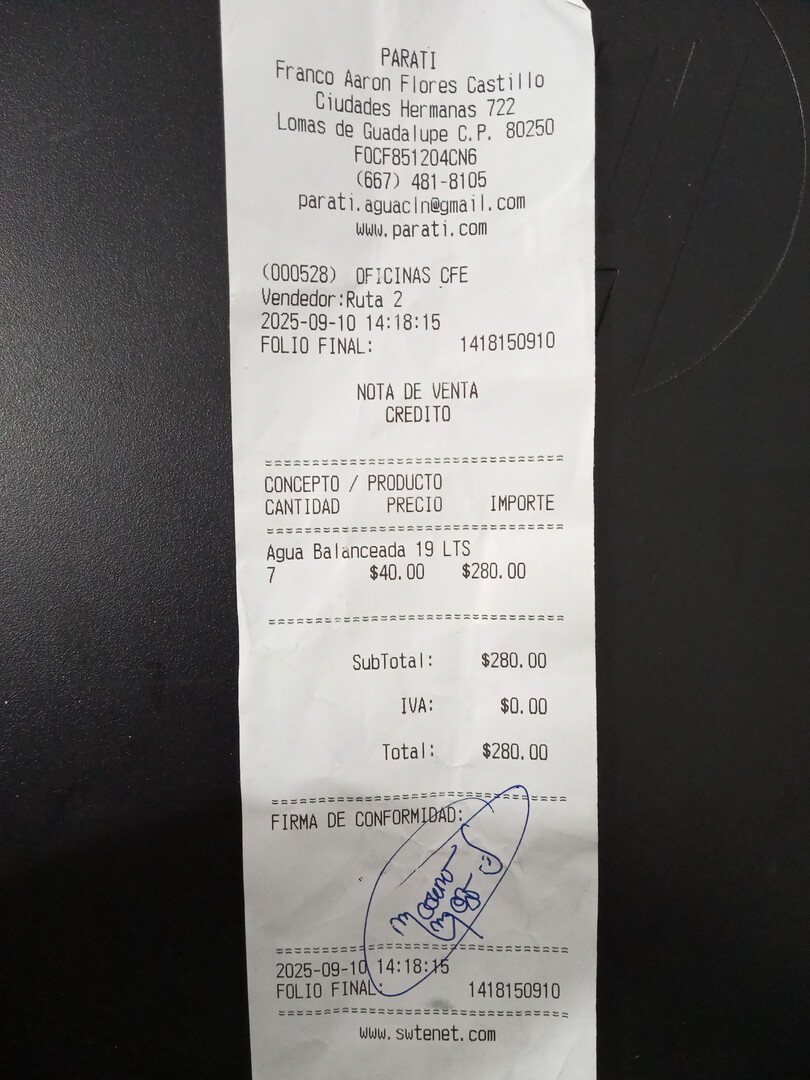 PARATI
Franco Aaron Flores Castillo
Ciudades Hermanas 722
Lomas de Guadalupe C.P. 80250
FOCF851204CN6
(667) 481-8105
parati.aguacln@gmail.com
www.parati.com
(000528) OFICINAS CFE
Vendedor:Ruta 2
2025-09-10 14:18:15
FOLIO FINAL: 1418150910
NOTA DE VENTA
CREDITO
CONCEPTO / PRODUCTO
CANTIDAD PRECIO IMPORTE
Agua Balanceada 19 LTS
7 $40.00 $280.00
SubTotal: $280.00
IVA: $0.00
Total: $280.00
FIRMA DE CONFORMIDAD:
2025-09-10 14:18:15
FOLIO FINAL: 1418150910
www.swtenet.com